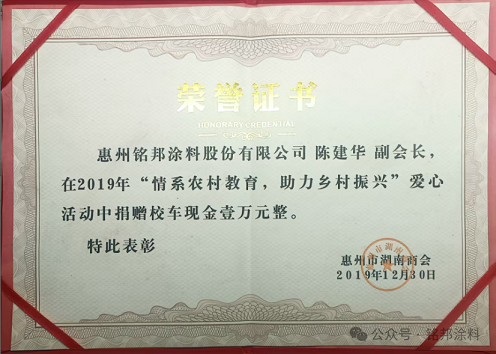 荣誉证书
HONORARY CREDENTIAL
惠州铭邦涂料股份有限公司 陈建华 副会长，
在2019年“情系农村教育，助力乡村振兴”爱心
活动中捐赠校车现金壹万元整。
特此表彰
惠州市湖南商会
2019年12月30日
公众号·铭邦涂料